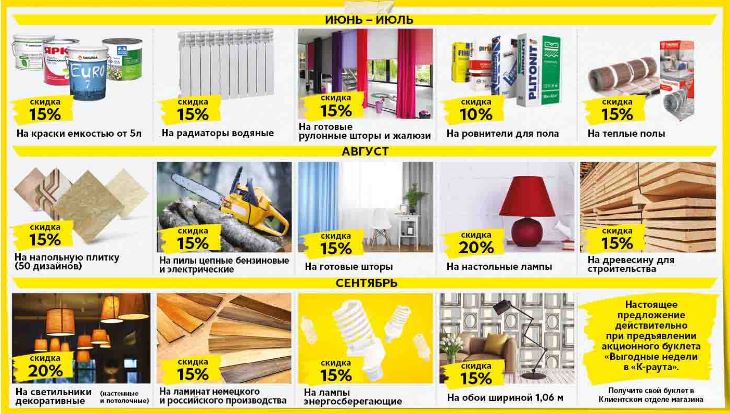 ИЮНЬ – ИЮЛЬ
ЯРК
EURO
7
FINN
PLITONIT
скидка
15%
На краски емкостью от 5л
скидка
15%
На радиаторы водяные
скидка
15%
На готовые
рулонные шторы и жалюзи
скидка
10%
На ровнители для пола
скидка
15%
На теплые полы
АВГУСТ
скидка
15%
На напольную плитку
(50 дизайнов)
скидка
15%
На пилы цепные бензиновые
и электрические
скидка
15%
На готовые шторы
скидка
20%
На настольные лампы
скидка
15%
На древесину для
строительства
СЕНТЯБРЬ
скидка
20%
На светильники
декоративные
(настенные
и потолочные)
скидка
15%
На ламинат немецкого
и российского производства
скидка
15%
На лампы
энергосберегающие
скидка
15%
На обои шириной 1,06 м
Настоящее
предложение
действительно
при предъявлении
акционного буклета
«Выгодные недели
в «К-раута».
Получите свой буклет в
Клиентском отделе магазина